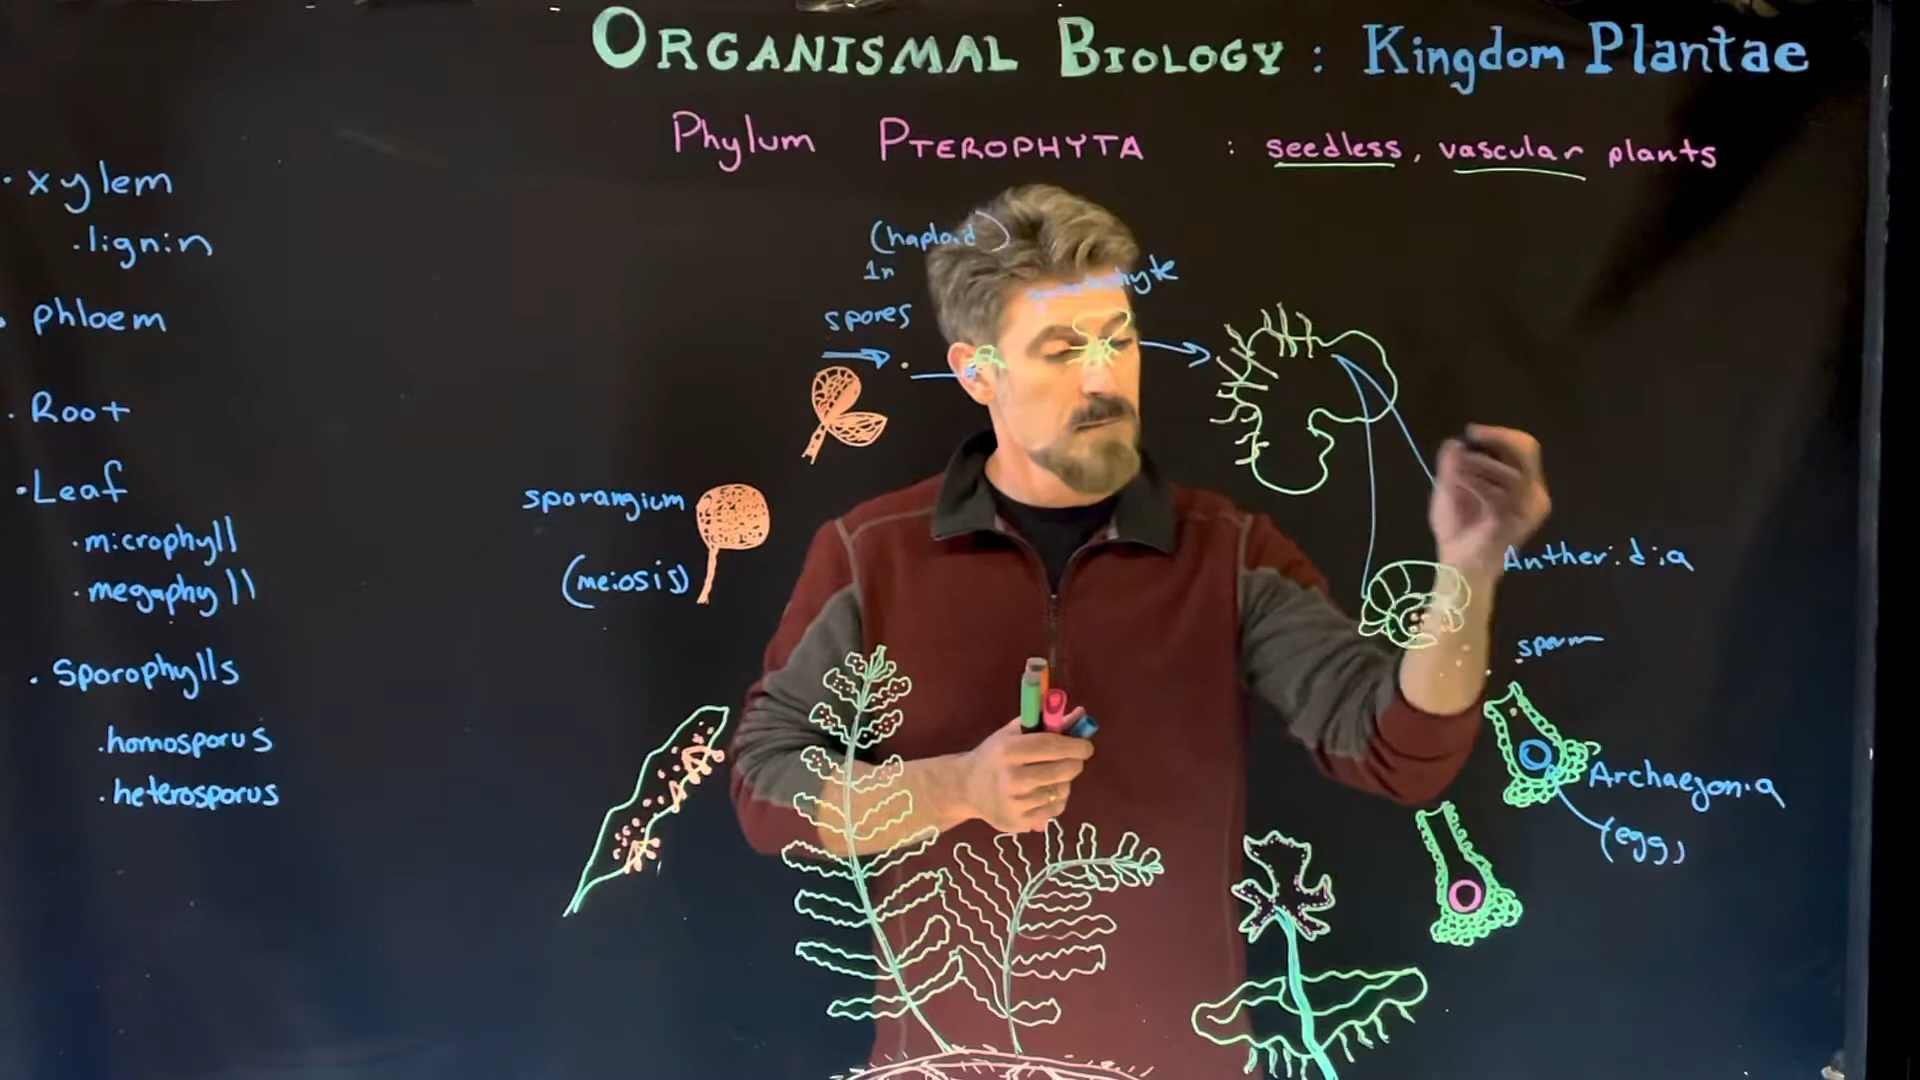 ORGANISMAL BIOLOGY : Kingdom Plantae
Phylum PTEROPHYTA : seedless, vascular plants
· xylem
· lignin
· phloem
· Root
· Leaf
· microphyll
· megaphyll
· Sporophylls
· homosporus
· heterosporus
(haploid)
1n
spores
sporangium
(meiosis)
Antheridia
sperm
Archaegonia
(egg)